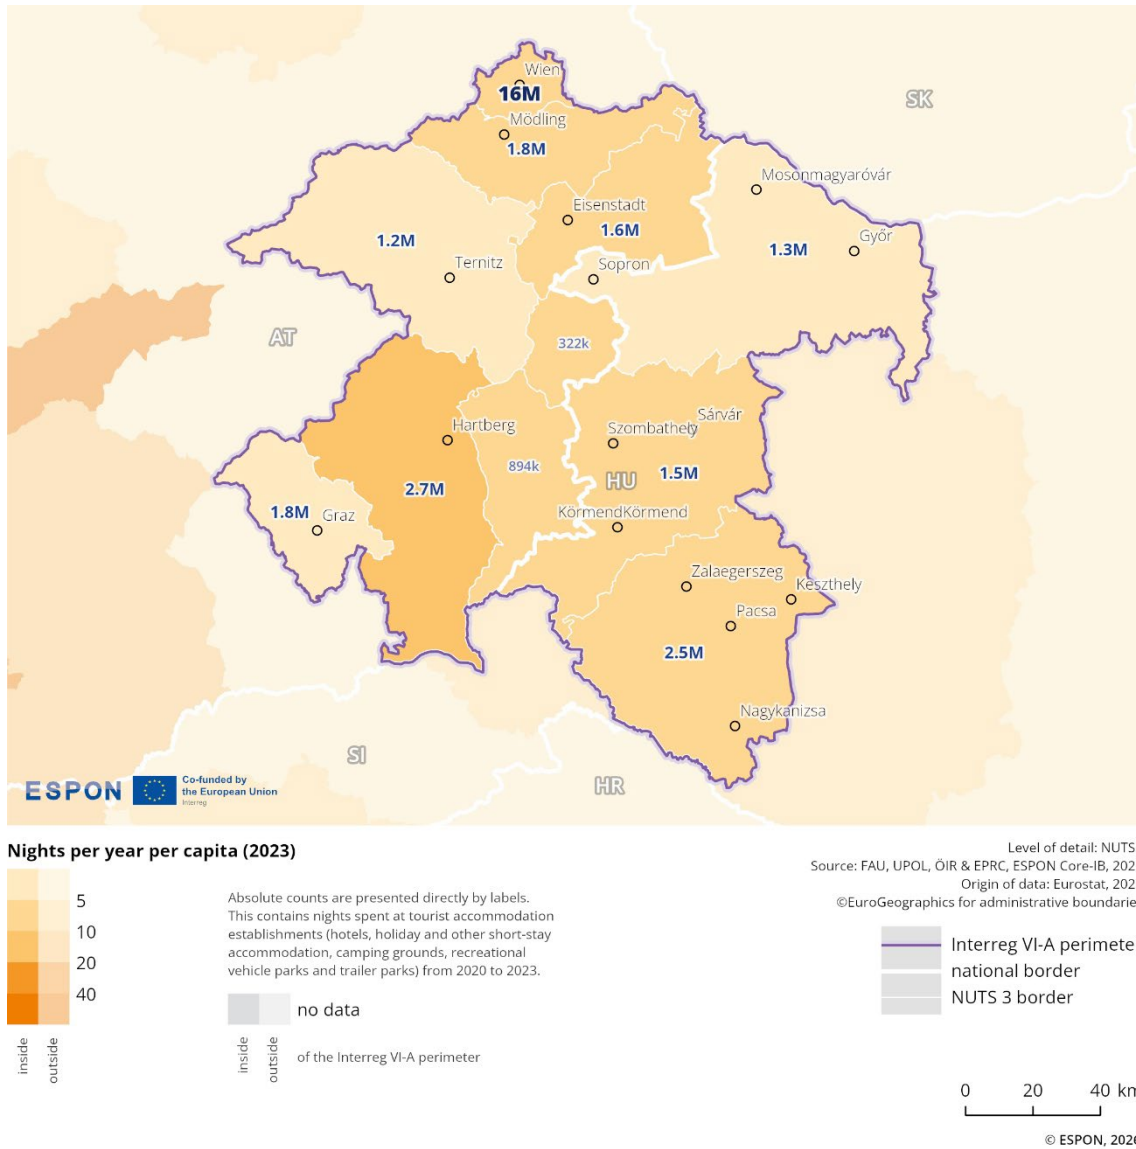 Wien
16M
SK
Mödling
1.8M
Mosonmagyaróvár
Eisenstadt
1.6M
Győr
1.2M
1.3M
Ternitz
Sopron
AT
322k
Hartberg
Sárvár
Szombathely
894k
1.5M
HU
2.7M
1.8M
Graz
KörmendKörmend
Zalaegerszeg
Keszthely
Pacsa
2.5M
Nagykanizsa
SI
HR
ESPON
Co-funded by
the European Union
Interreg
Nights per year per capita (2023)
5
10
20
40
inside
outside
Absolute counts are presented directly by labels.
This contains nights spent at tourist accommodation
establishments (hotels, holiday and other short-stay
accommodation, camping grounds, recreational
vehicle parks and trailer parks) from 2020 to 2023.
no data
inside
outside
of the Interreg VI-A perimeter
Level of detail: NUTS
Source: FAU, UPOL, ÖIR & EPRC, ESPON Core-IB, 202
Origin of data: Eurostat, 202
©EuroGeographics for administrative boundarie
Interreg VI-A perimete
national border
NUTS 3 border
0 20 40 km
© ESPON, 2026